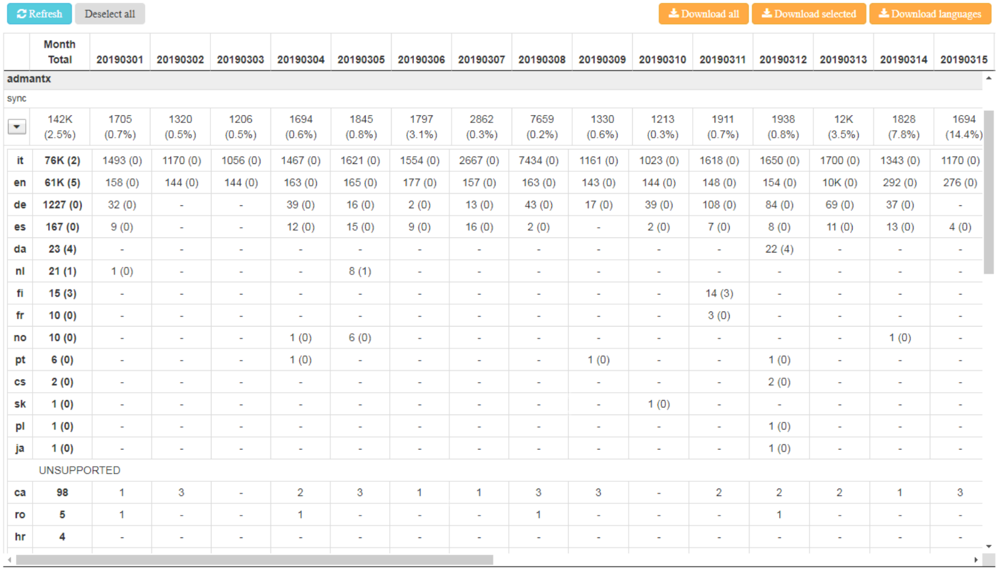 Refresh Deselect all Download all Download selected Download languages
Month
Total 20190301 20190302 20190303 20190304 20190305 20190306 20190307 20190308 20190309 20190310 20190311 20190312 20190313 20190314 20190315
admantx
sync
142K 1705 1320 1206 1694 1845 1797 2862 7659 1330 1213 1911 1938 12K 1828 1694
(2.5%) (0.7%) (0.5%) (0.5%) (0.6%) (0.8%) (3.1%) (0.3%) (0.2%) (0.6%) (0.3%) (0.7%) (0.8%) (3.5%) (7.8%) (14.4%)
it 76K (2) 1493 (0) 1170 (0) 1056 (0) 1467 (0) 1621 (0) 1554 (0) 2667 (0) 7434 (0) 1161 (0) 1023 (0) 1618 (0) 1650 (0) 1700 (0) 1343 (0) 1170 (0)
en 61K (5) 158 (0) 144 (0) 144 (0) 163 (0) 165 (0) 177 (0) 157 (0) 163 (0) 143 (0) 144 (0) 148 (0) 154 (0) 10K (0) 292 (0) 276 (0)
de 1227 (0) 32 (0) - - 39 (0) 16 (0) 2 (0) 13 (0) 43 (0) 17 (0) 39 (0) 108 (0) 84 (0) 69 (0) 37 (0) -
es 167 (0) 9 (0) - - 12 (0) 15 (0) 9 (0) 16 (0) 2 (0) - 2 (0) 7 (0) 8 (0) 11 (0) 13 (0) 4 (0)
da 23 (4) - - - - - - - - - - - 22 (4) - - -
nl 21 (1) 1 (0) - - - 8 (1) - - - - - - - - - -
fi 15 (3) - - - - - - - - - - 14 (3) - - - -
fr 10 (0) - - - - - - - - - - 3 (0) - - - -
no 10 (0) - - - 1 (0) 6 (0) - - - - - - - - 1 (0) -
pt 6 (0) - - - 1 (0) - - - - 1 (0) - - 1 (0) - - -
cs 2 (0) - - - - - - - - - - - 2 (0) - - -
sk 1 (0) - - - - - - - - - 1 (0) - - - - -
pl 1 (0) - - - - - - - - - - - 1 (0) - - -
ja 1 (0) - - - - - - - - - - - 1 (0) - - -
UNSUPPORTED
ca 98 1 3 - 2 3 1 1 3 3 - 2 2 2 1 3
ro 5 1 - - 1 - - - 1 - - - 1 - - -
hr 4 - - - - - - - - - - - - - - -